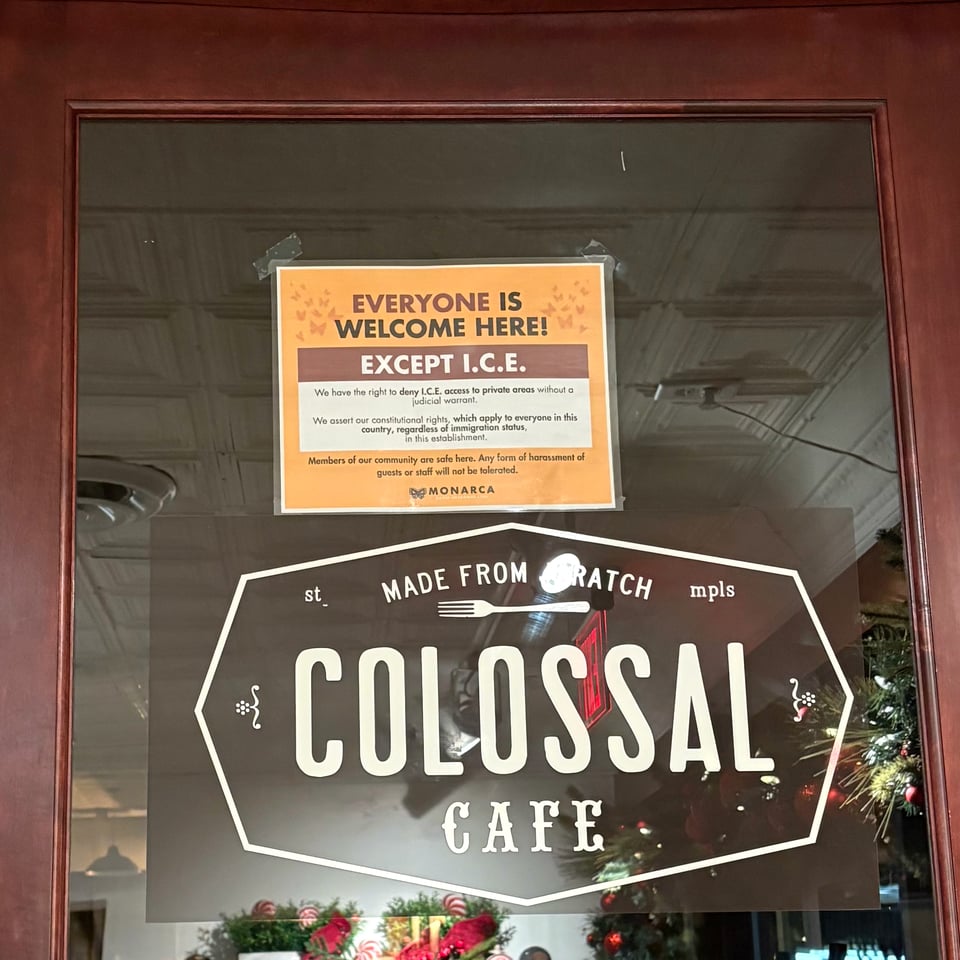 EVERYONE IS
WELCOME HERE!
EXCEPT I.C.E.
We have the right to deny I.C.E. access to private areas without a
judicial warrant.
We assert our constitutional rights, which apply to everyone in this
country, regardless of immigration status,
in this establishment.
Members of our community are safe here. Any form of harassment of
guests or staff will not be tolerated.
MONARCA
MADE FROM SCRATCH
st mpls
COLOSSAL
CAFE